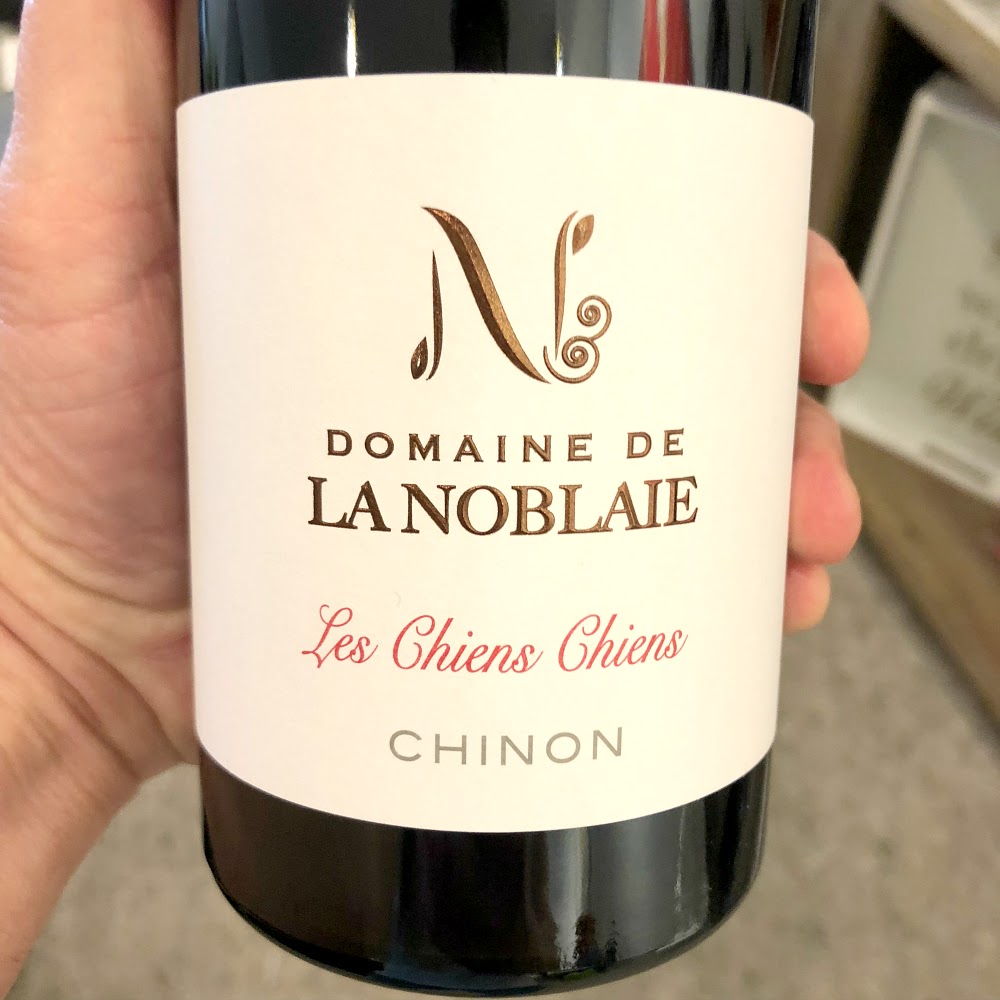 N
DOMAINE DE
LA NOBLAIE
Les Chiens Chiens
CHINON